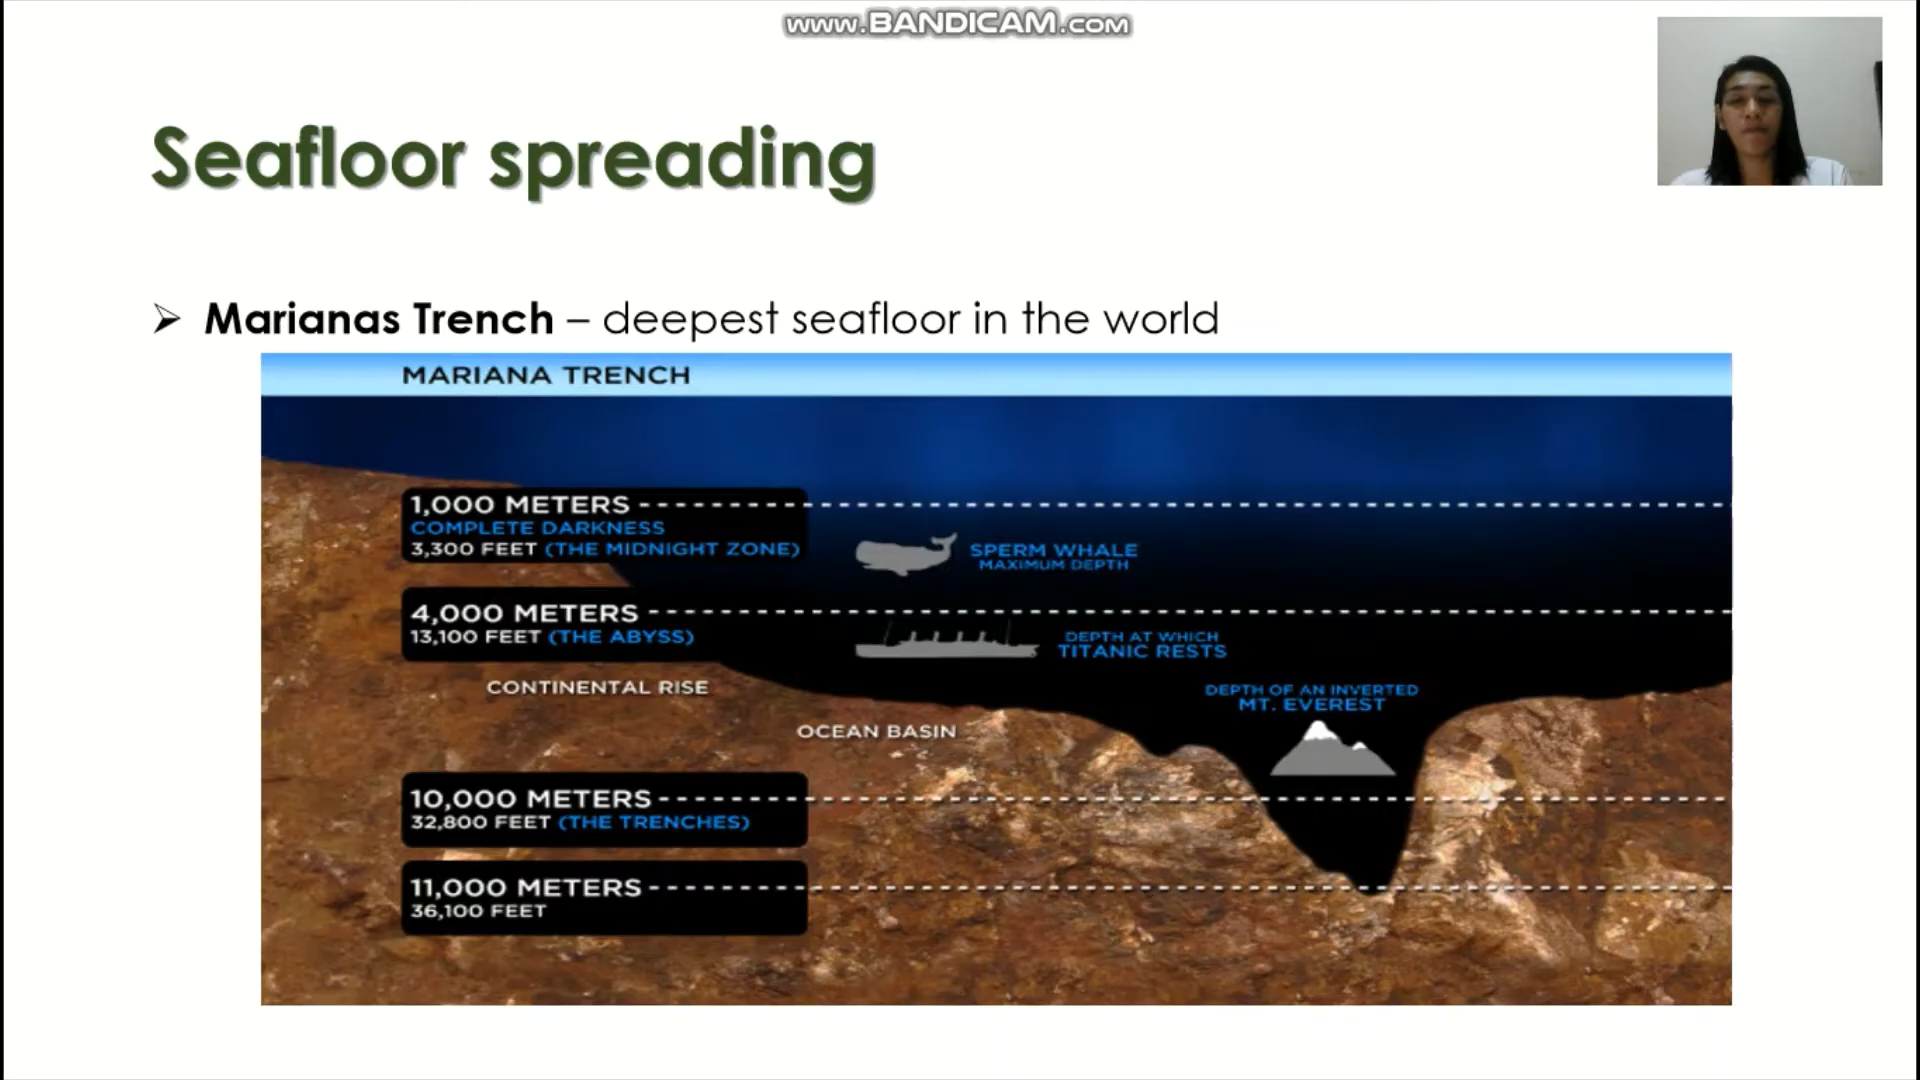 www.BANDICAM.com
Seafloor spreading
➢ Marianas Trench – deepest seafloor in the world
MARIANA TRENCH
1,000 METERS
COMPLETE DARKNESS
3,300 FEET (THE MIDNIGHT ZONE)
SPERM WHALE
MAXIMUM DEPTH
4,000 METERS
13,100 FEET (THE ABYSS)
DEPTH AT WHICH
TITANIC RESTS
CONTINENTAL RISE
DEPTH OF AN INVERTED
MT. EVEREST
OCEAN BASIN
10,000 METERS
32,800 FEET (THE TRENCHES)
11,000 METERS
36,100 FEET